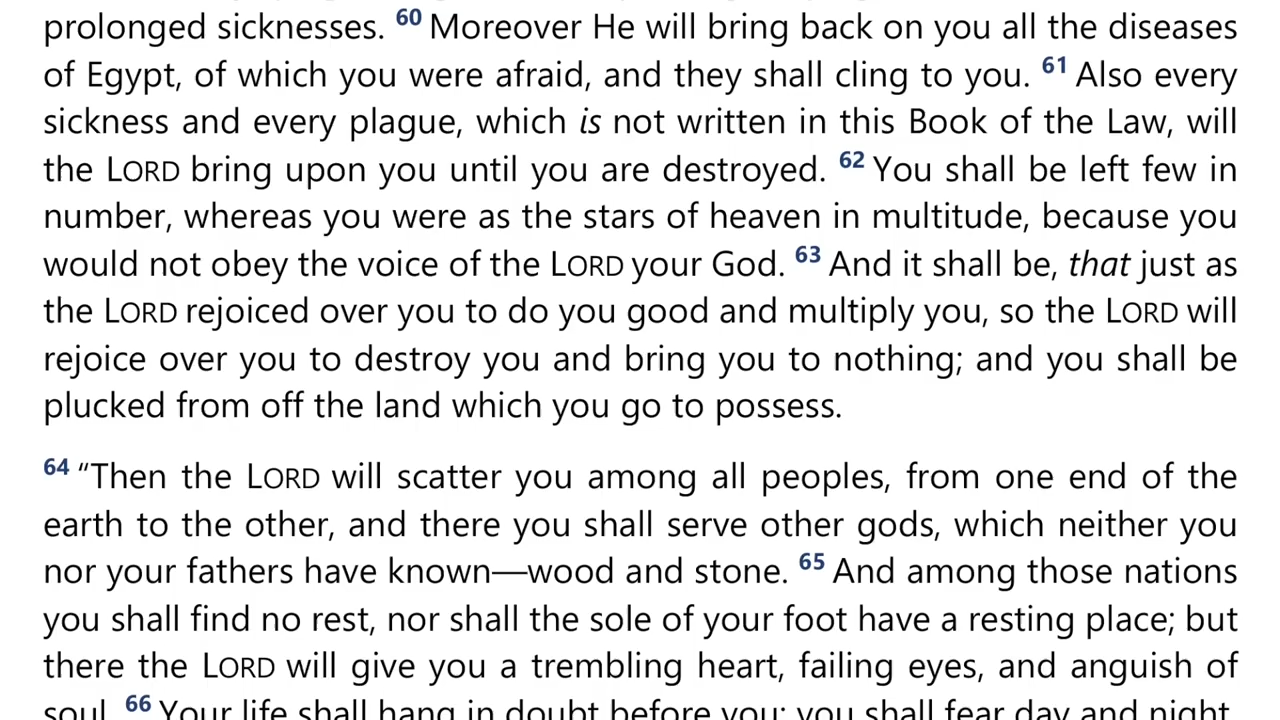 prolonged sicknesses. 60 Moreover He will bring back on you all the diseases
of Egypt, of which you were afraid, and they shall cling to you. 61 Also every
sickness and every plague, which is not written in this Book of the Law, will
the LORD bring upon you until you are destroyed. 62 You shall be left few in
number, whereas you were as the stars of heaven in multitude, because you
would not obey the voice of the LORD your God. 63 And it shall be, that just as
the LORD rejoiced over you to do you good and multiply you, so the LORD will
rejoice over you to destroy you and bring you to nothing; and you shall be
plucked from off the land which you go to possess.
64 “Then the LORD will scatter you among all peoples, from one end of the
earth to the other, and there you shall serve other gods, which neither you
nor your fathers have known—wood and stone. 65 And among those nations
you shall find no rest, nor shall the sole of your foot have a resting place; but
there the LORD will give you a trembling heart, failing eyes, and anguish of
soul. 66 Your life shall hang in doubt before you; you shall fear day and night,